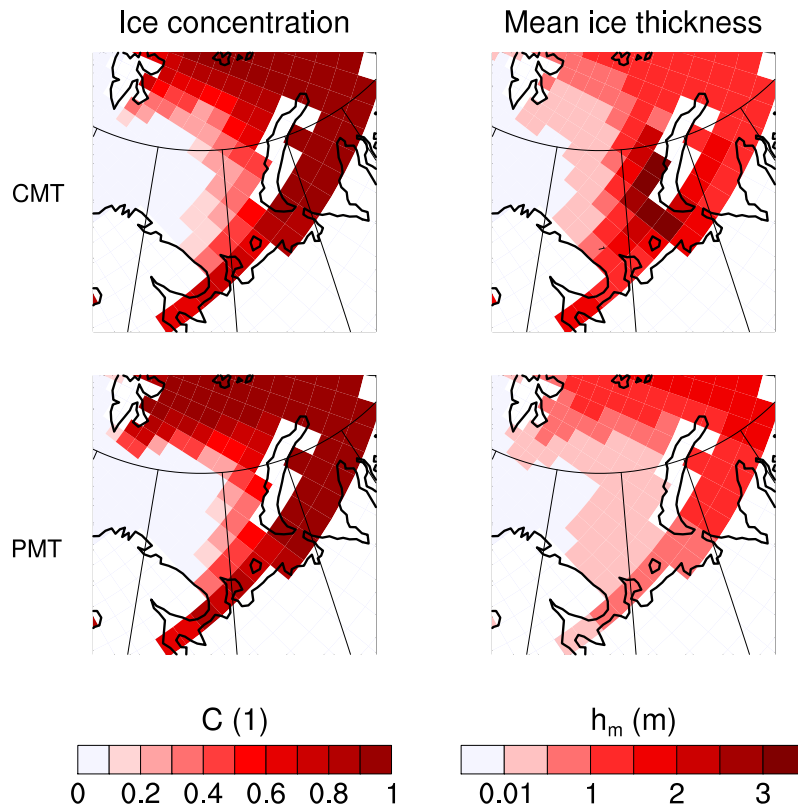 Ice concentration
Mean ice thickness
CMT
PMT
C (1)
0 0.2 0.4 0.6 0.8 1
hₘ (m)
0.01 1 2 3